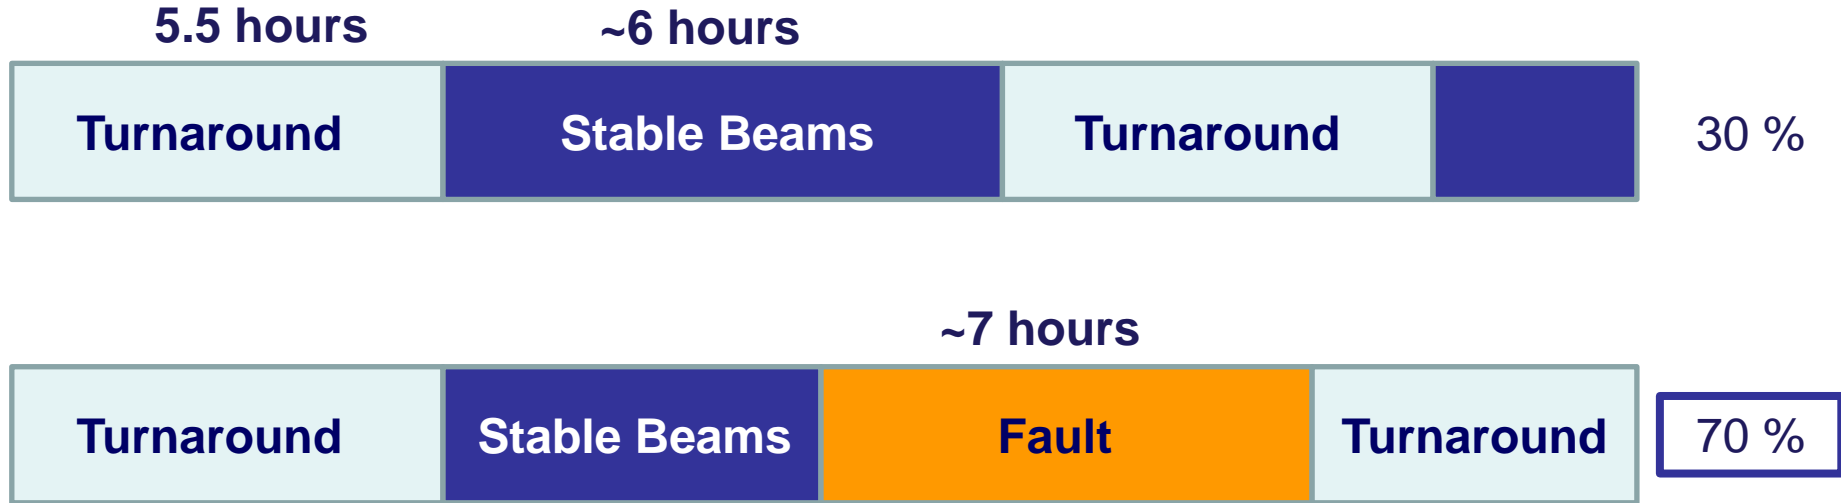 5.5 hours ~6 hours
Turnaround Stable Beams Turnaround 30 %
~7 hours
Turnaround Stable Beams Fault Turnaround 70 %